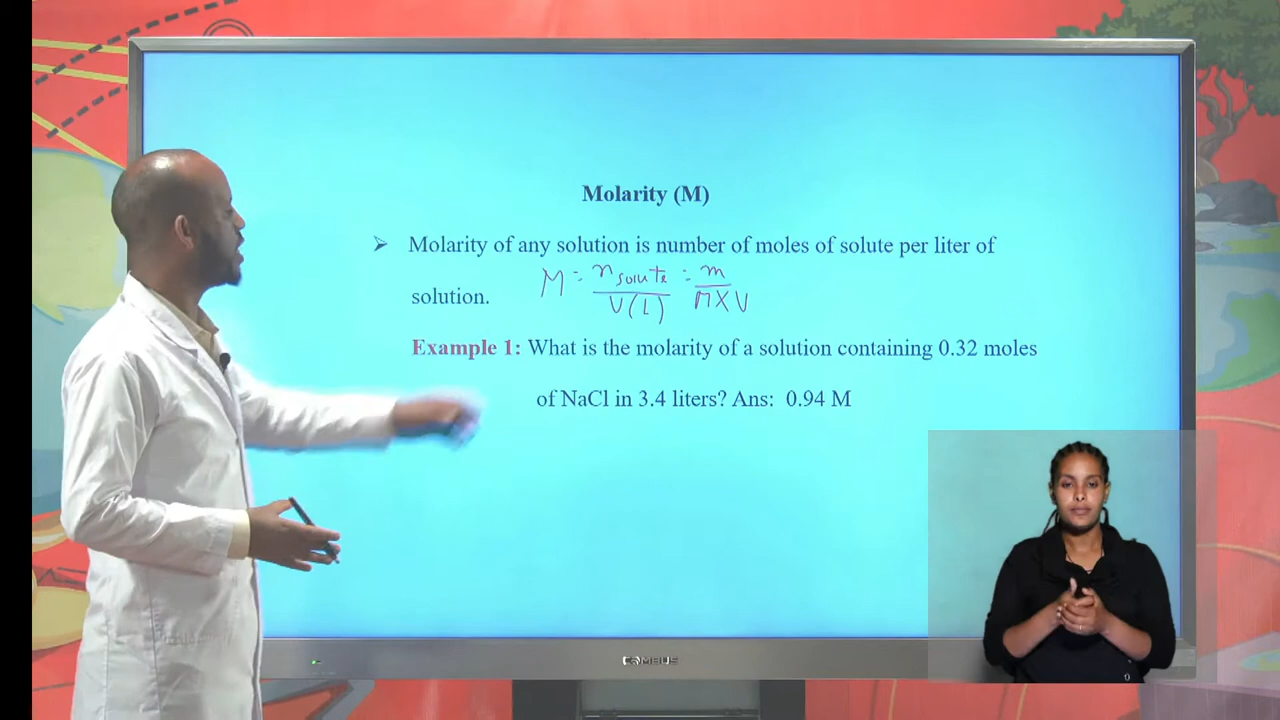 Molarity (M)
➢ Molarity of any solution is number of moles of solute per liter of
solution.
M = n solute / V(L) = m / M X V
Example 1: What is the molarity of a solution containing 0.32 moles
of NaCl in 3.4 liters? Ans: 0.94 M
CAMBUS